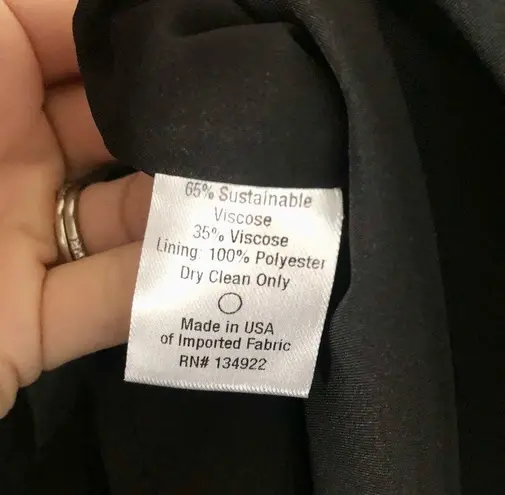 65% Sustainable
Viscose
35% Viscose
Lining: 100% Polyester
Dry Clean Only
Made in USA
of Imported Fabric
RN# 134922